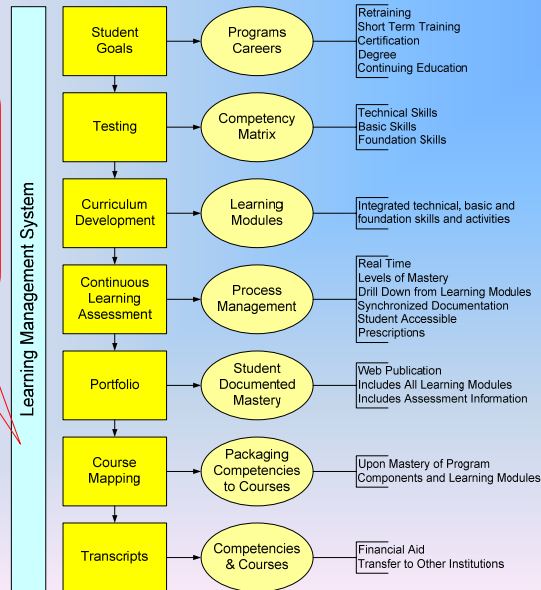 Learning Management System
Student
Goals
Programs
Careers
Retraining
Short Term Training
Certification
Degree
Continuing Education
Testing
Competency
Matrix
Technical Skills
Basic Skills
Foundation Skills
Curriculum
Development
Learning
Modules
Integrated technical, basic and
foundation skills and activities
Continuous
Learning
Assessment
Process
Management
Real Time
Levels of Mastery
Drill Down from Learning Modules
Synchronized Documentation
Student Accessible
Prescriptions
Portfolio
Student
Documented
Mastery
Web Publication
Includes All Learning Modules
Includes Assessment Information
Course
Mapping
Packaging
Competencies
to Courses
Upon Mastery of Program
Components and Learning Modules
Transcripts
Competencies
& Courses
Financial Aid
Transfer to Other Institutions